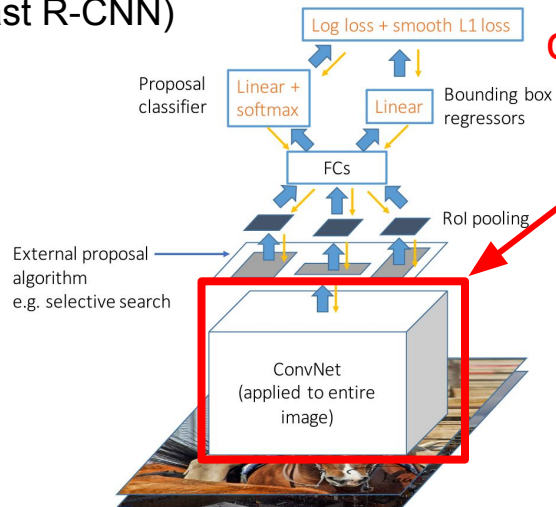 ast R-CNN)
Log loss + smooth L1 loss
Proposal
classifier
Linear +
softmax
Linear
Bounding box
regressors
FCs
RoI pooling
External proposal
algorithm
e.g. selective search
ConvNet
(applied to entire
image)